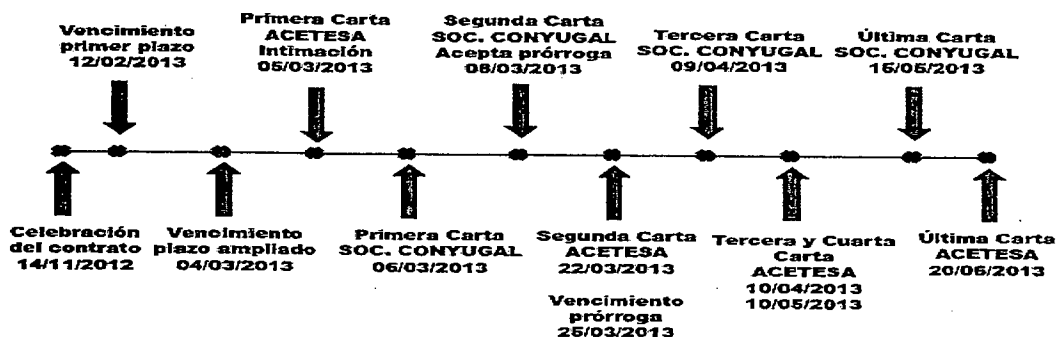 Vencimiento
primer plazo
12/02/2013
Primera Carta
ACETESA
Intimación
05/03/2013
Segunda Carta
SOC. CONYUGAL
Acepta prórroga
08/03/2013
Tercera Carta
SOC. CONYUGAL
09/04/2013
Última Carta
SOC. CONYUGAL
15/05/2013
Celebración
del contrato
14/11/2012
Vencimiento
plazo ampliado
04/03/2013
Primera Carta
SOC. CONYUGAL
06/03/2013
Segunda Carta
ACETESA
22/03/2013
Vencimiento
prórroga
25/03/2013
Tercera y Cuarta
Carta
ACETESA
10/04/2013
10/05/2013
Última Carta
ACETESA
20/06/2013